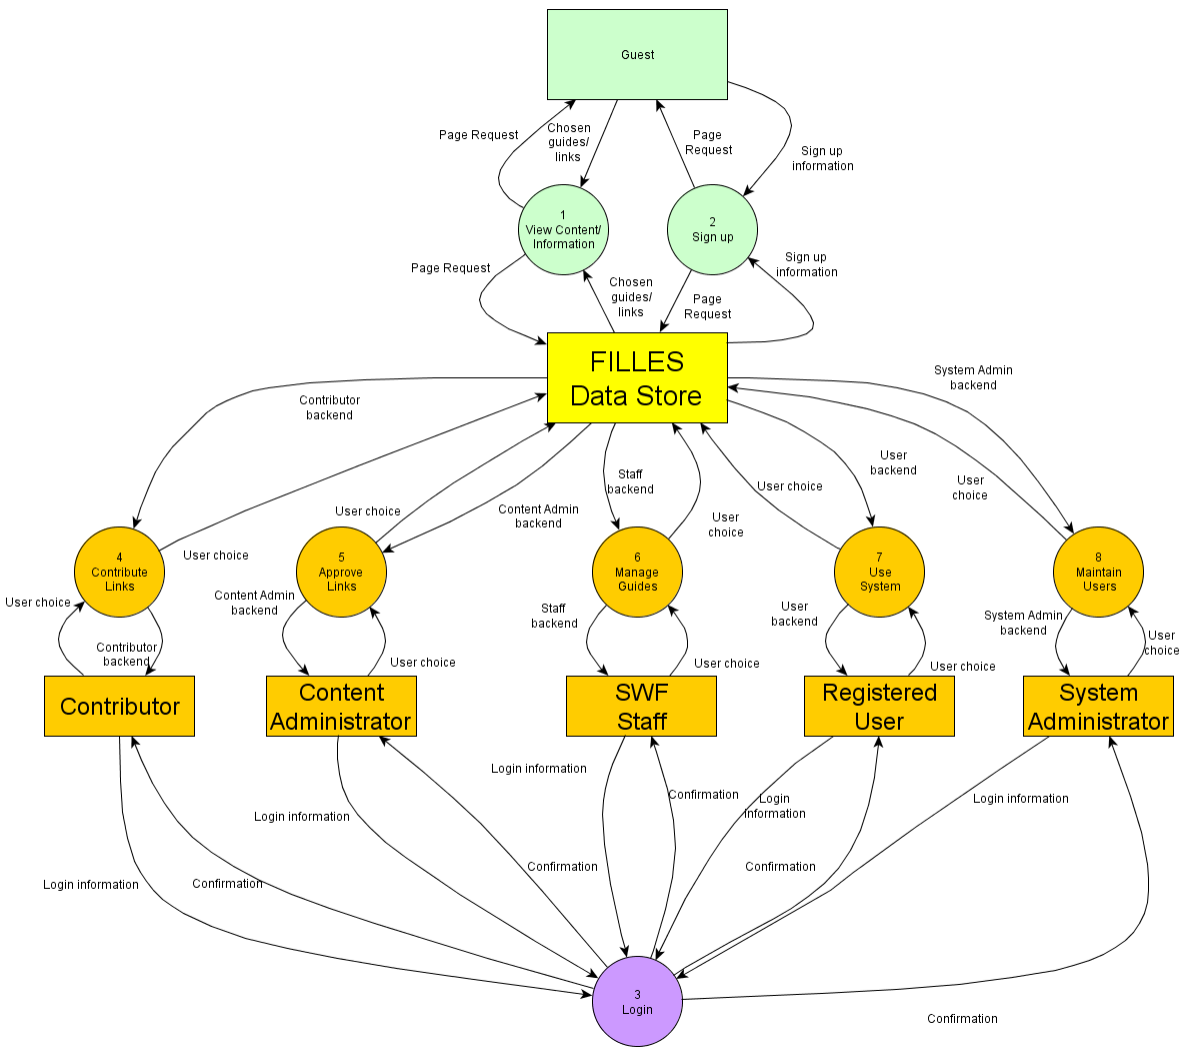 Guest
Page Request
Chosen
guides/
links
Page
Request
Sign up
information
1
View Content/
Information
2
Sign up
Page Request
Chosen
guides/
links
Page
Request
Sign up
information
FILLES
Data Store
Contributor
backend
System Admin
backend
User choice
Content Admin
backend
Staff
backend
User
choice
User choice
User
backend
User
choice
User choice
4
Contribute
Links
5
Approve
Links
6
Manage
Guides
7
Use
System
8
Maintain
Users
User choice
Contributor
backend
Content Admin
backend
User choice
Staff
backend
User choice
User
backend
User choice
System Admin
backend
User
choice
Contributor
Content
Administrator
SWF
Staff
Registered
User
System
Administrator
Login information
Confirmation
Login information
Confirmation
Login information
Confirmation
Login
information
Confirmation
Login information
Confirmation
3
Login